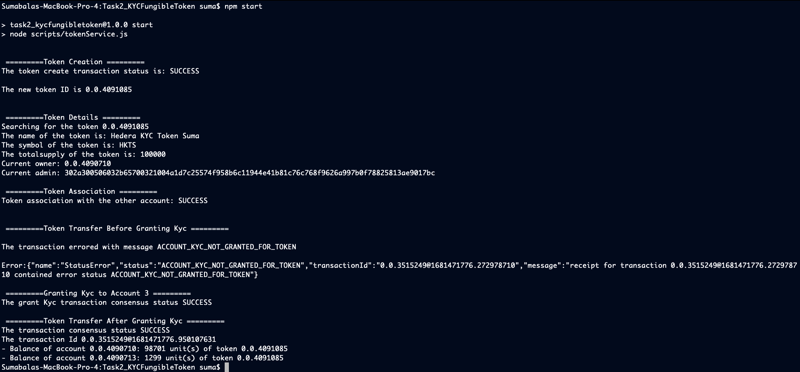 Sumabalas-MacBook-Pro-4:Task2_KYCFungibleToken suma$ npm start
> task2_kycfungibletoken@1.0.0 start
> node scripts/tokenService.js
=========Token Creation =========
The token create transaction status is: SUCCESS
The new token ID is 0.0.4091085
=========Token Details =========
Searching for the token 0.0.4091085
The name of the token is: Hedera KYC Token Suma
The symbol of the token is: HKTS
The totalsupply of the token is: 100000
Current owner: 0.0.4090710
Current admin: 302a300506032b65700321004a1d7c25574f958b6c11944e41b81c76c768f9626a997b0f78825813ae9017bc
=========Token Association =========
Token association with the other account: SUCCESS
=========Token Transfer Before Granting Kyc =========
The transaction errored with message ACCOUNT_KYC_NOT_GRANTED_FOR_TOKEN
Error:{"name":"StatusError","status":"ACCOUNT_KYC_NOT_GRANTED_FOR_TOKEN","transactionId":"0.0.3515249@1681471776.272978710","message":"receipt for transaction 0.0.3515249@1681471776.2729787
10 contained error status ACCOUNT_KYC_NOT_GRANTED_FOR_TOKEN"}
=========Granting Kyc to Account 3 =========
The grant Kyc transaction consensus status SUCCESS
=========Token Transfer After Granting Kyc =========
The transaction consensus status SUCCESS
The transaction Id 0.0.3515249@1681471776.950107631
- Balance of account 0.0.4090710: 98701 unit(s) of token 0.0.4091085
- Balance of account 0.0.4090713: 1299 unit(s) of token 0.0.4091085
Sumabalas-MacBook-Pro-4:Task2_KYCFungibleToken suma$